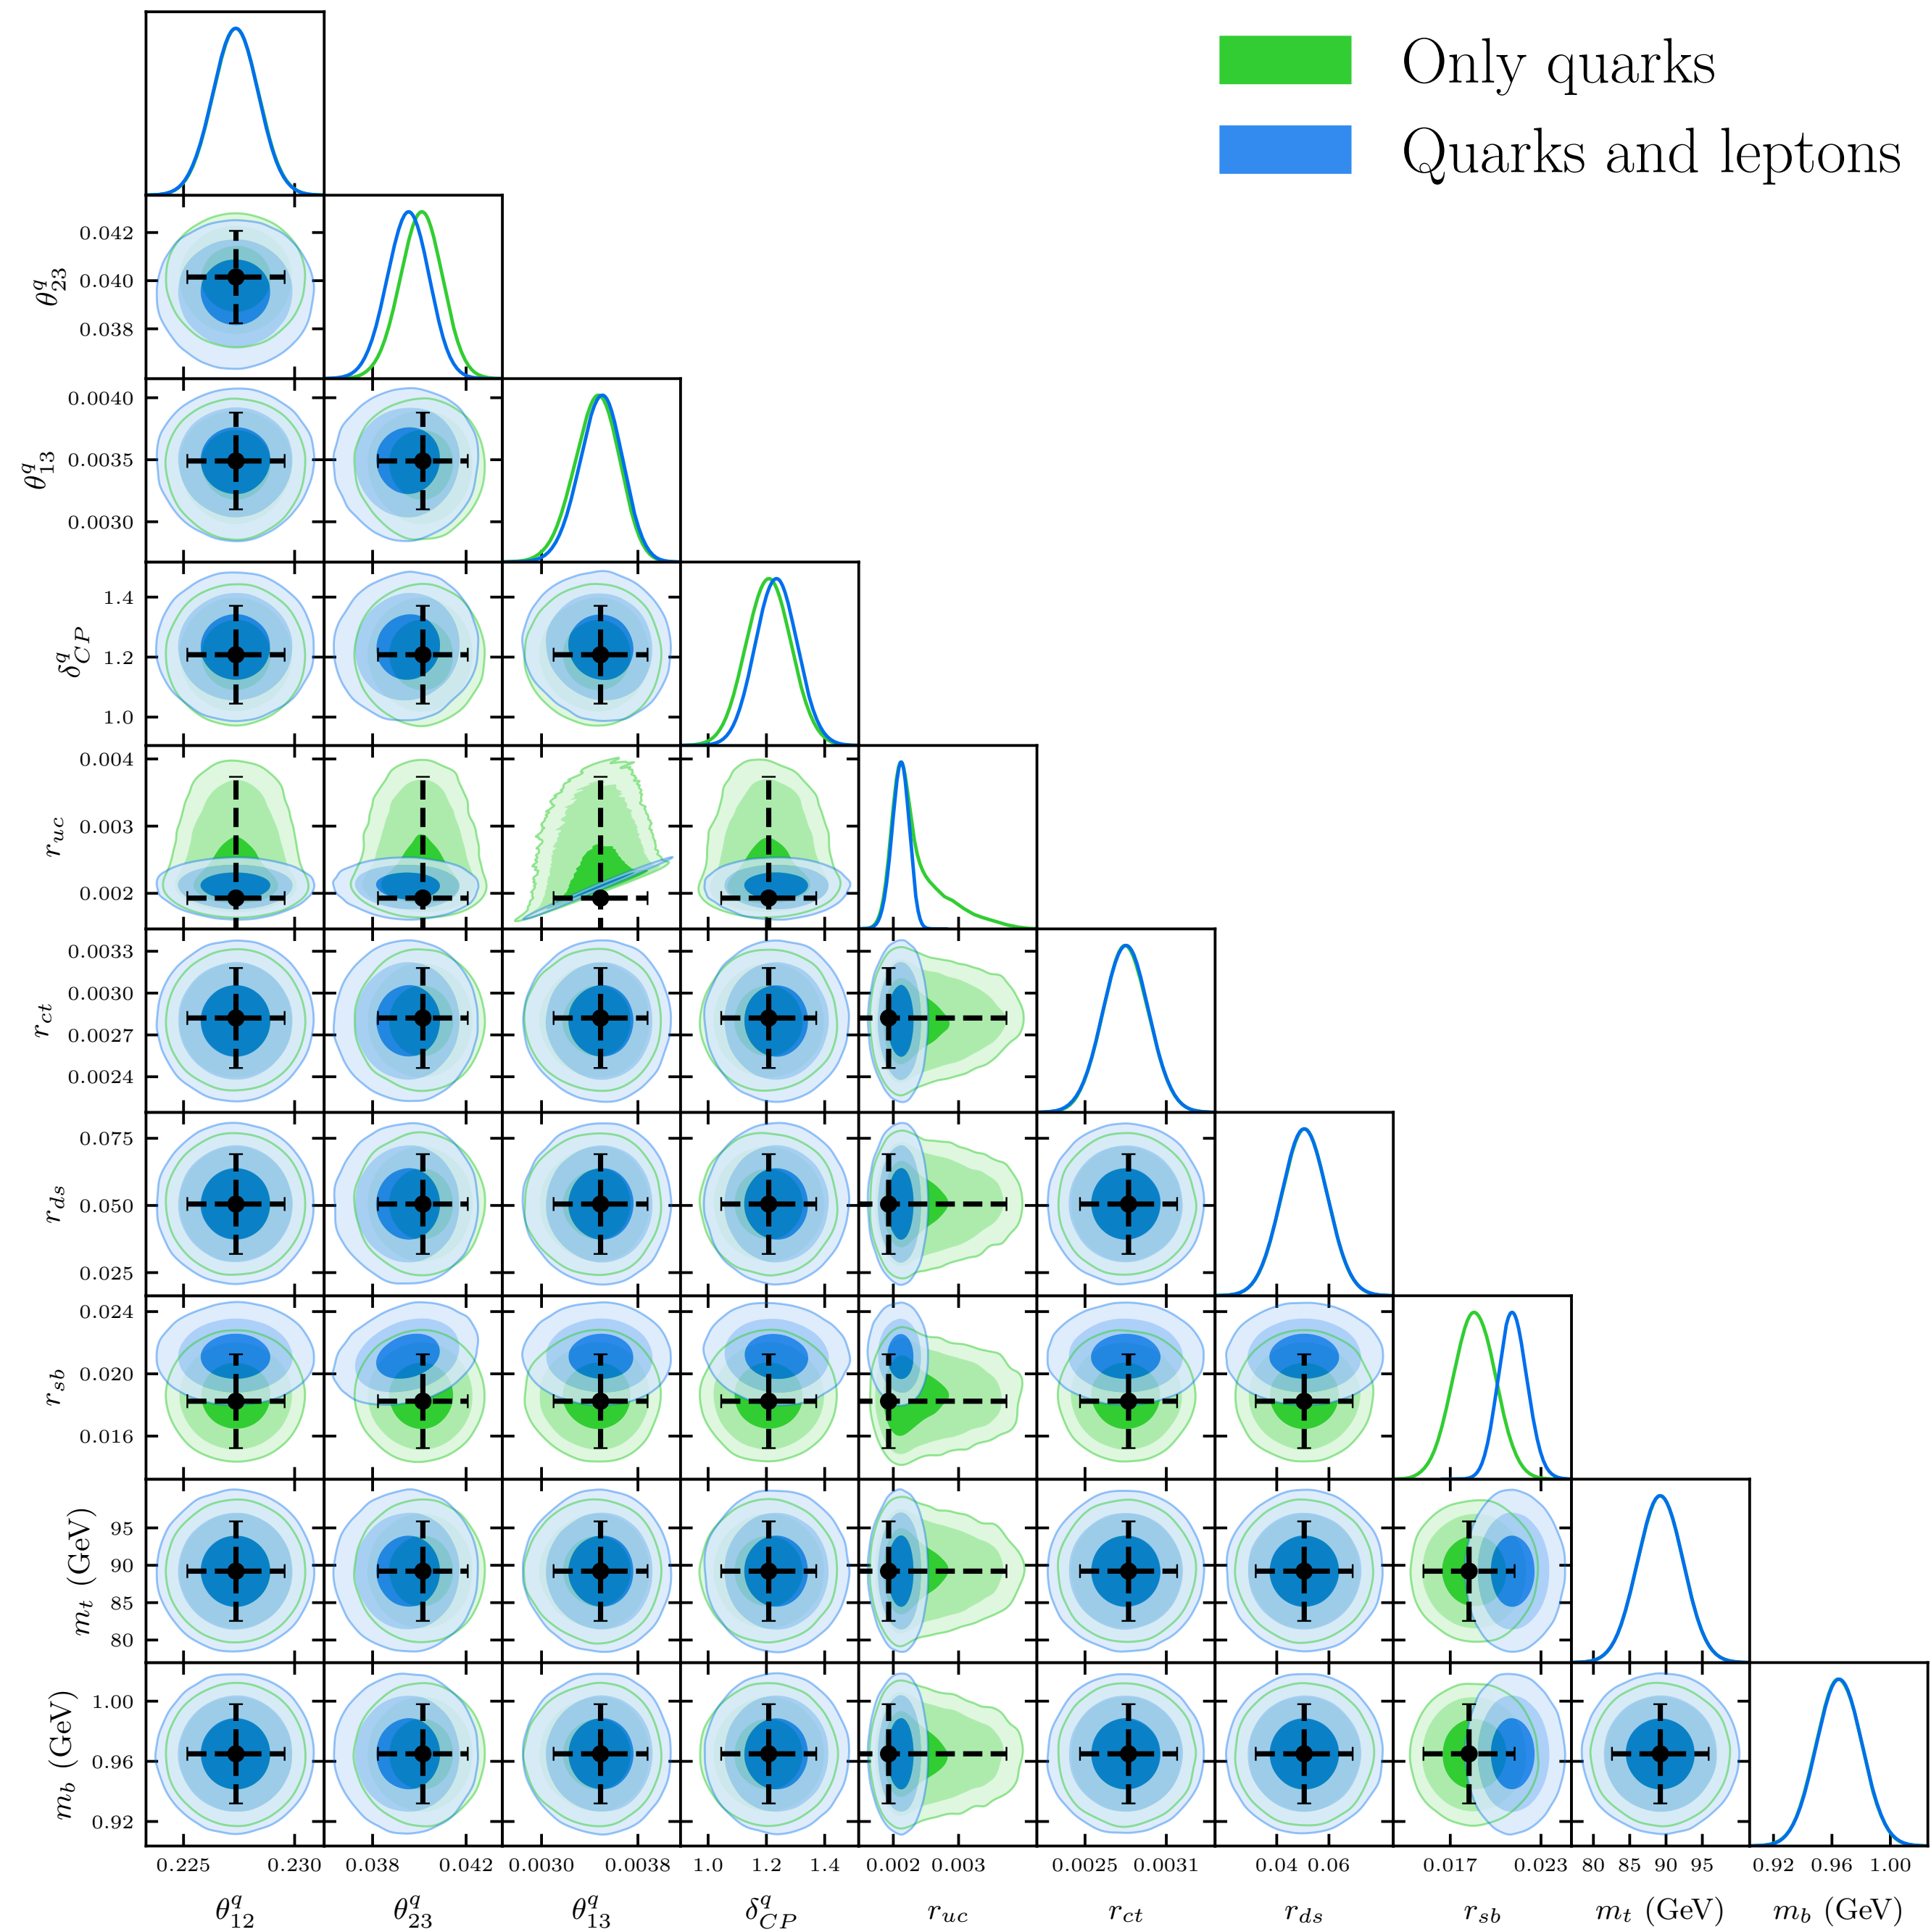 Only quarks
Quarks and leptons
θ^q_23
0.042
0.040
0.038
θ^q_13
0.0040
0.0035
0.0030
δ^q_CP
1.4
1.2
1.0
r_uc
0.004
0.003
0.002
r_ct
0.0033
0.0030
0.0027
0.0024
r_ds
0.075
0.050
0.025
r_sb
0.024
0.020
0.016
m_t (GeV)
95
90
85
80
m_b (GeV)
1.00
0.96
0.92
0.225 0.230 0.038 0.042 0.0030 0.0038 1.0 1.2 1.4 0.002 0.003 0.0025 0.0031 0.04 0.06 0.017 0.023 80 85 90 95 0.92 0.96 1.00
θ^q_12 θ^q_23 θ^q_13 δ^q_CP r_uc r_ct r_ds r_sb m_t (GeV) m_b (GeV)